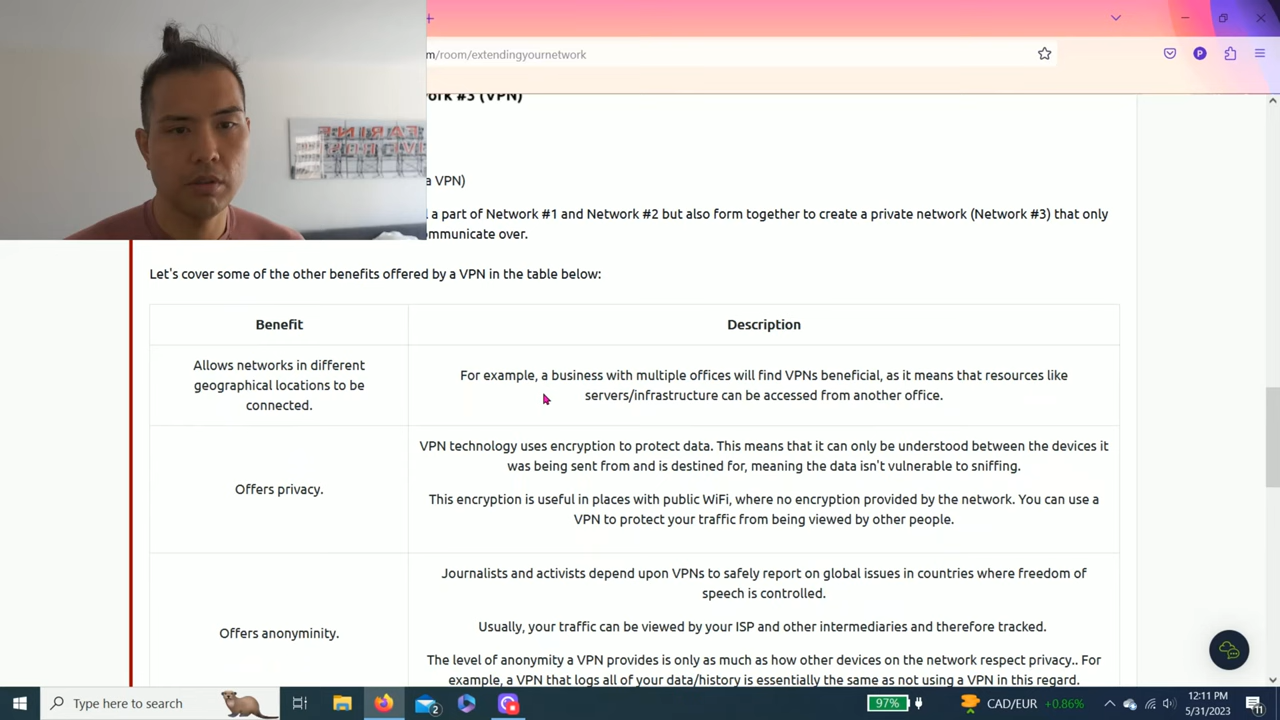 m/room/extendingyournetwork
ork #3 (VPN)
a VPN)
l a part of Network #1 and Network #2 but also form together to create a private network (Network #3) that only
ommunicate over.
Let's cover some of the other benefits offered by a VPN in the table below:
Benefit
Description
Allows networks in different
geographical locations to be
connected.
For example, a business with multiple offices will find VPNs beneficial, as it means that resources like
servers/infrastructure can be accessed from another office.
Offers privacy.
VPN technology uses encryption to protect data. This means that it can only be understood between the devices it
was being sent from and is destined for, meaning the data isn't vulnerable to sniffing.
This encryption is useful in places with public WiFi, where no encryption provided by the network. You can use a
VPN to protect your traffic from being viewed by other people.
Offers anonyminity.
Journalists and activists depend upon VPNs to safely report on global issues in countries where freedom of
speech is controlled.
Usually, your traffic can be viewed by your ISP and other intermediaries and therefore tracked.
The level of anonymity a VPN provides is only as much as how other devices on the network respect privacy.. For
example, a VPN that logs all of your data/history is essentially the same as not using a VPN in this regard.
Type here to search
2
97%
CAD/EUR +0.86%
12:11 PM
5/31/2023
11
P